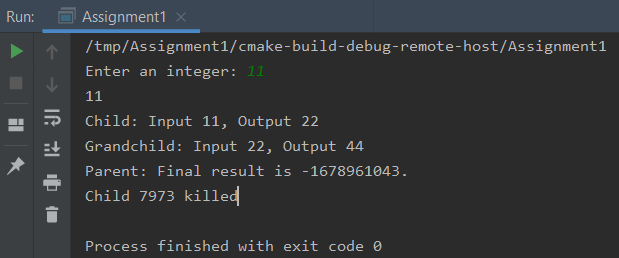 Run: Assignment1
/tmp/Assignment1/cmake-build-debug-remote-host/Assignment1
Enter an integer: 11
11
Child: Input 11, Output 22
Grandchild: Input 22, Output 44
Parent: Final result is -1678961043.
Child 7973 killed
Process finished with exit code 0